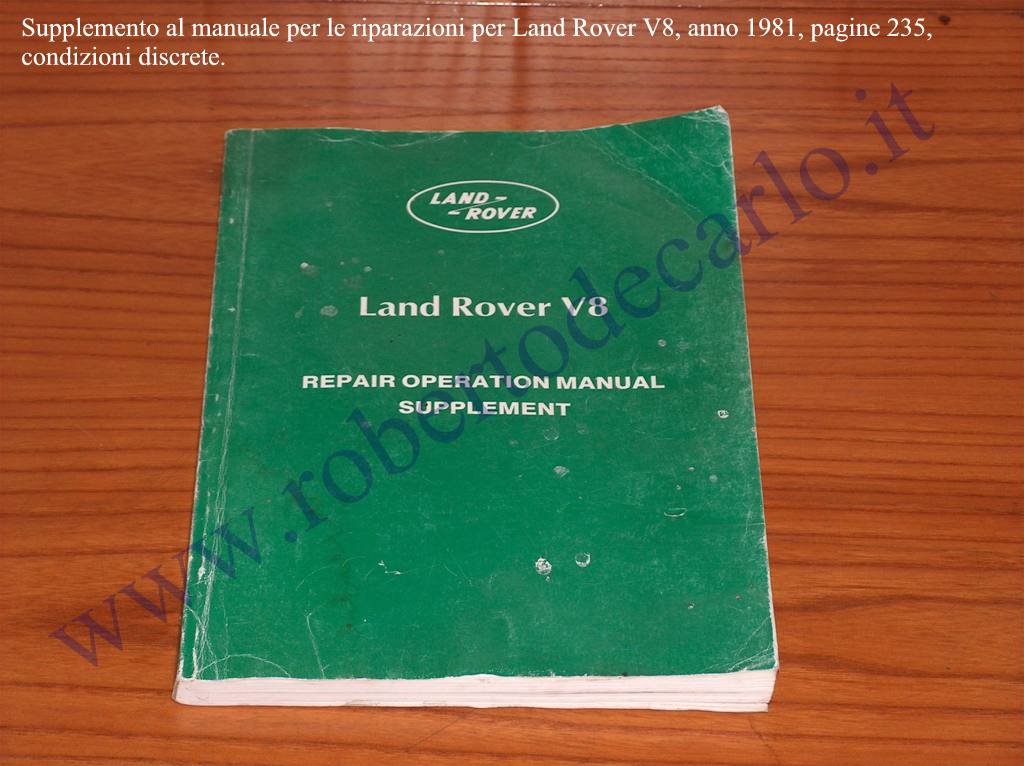 Supplemento al manuale per le riparazioni per Land Rover V8, anno 1981, pagine 235,
condizioni discrete.
LAND
ROVER
Land Rover V8
REPAIR OPERATION MANUAL
SUPPLEMENT
www.robertodecarlo.it